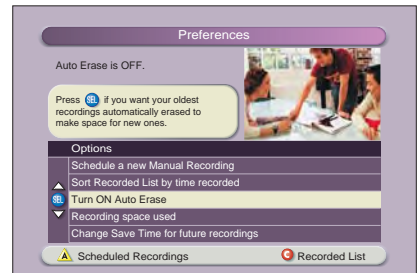 Preferences
Auto Erase is OFF.
Press SEL if you want your oldest
recordings automatically erased to
make space for new ones.
Options
Schedule a new Manual Recording
Sort Recorded List by time recorded
SEL Turn ON Auto Erase
Recording space used
Change Save Time for future recordings
A Scheduled Recordings C Recorded List